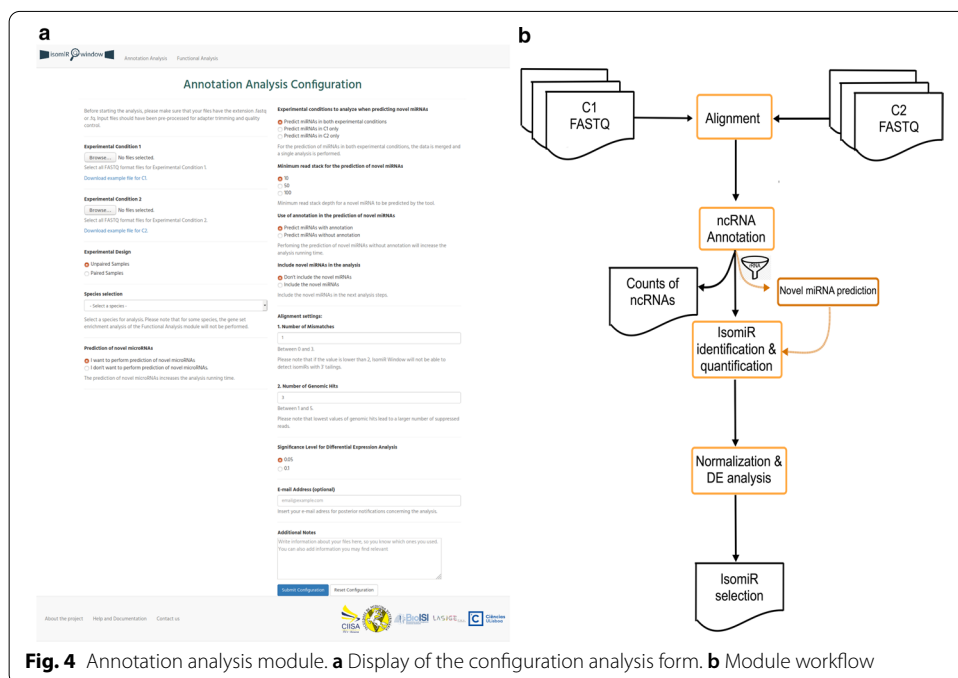 a
isomiR window
Annotation Analysis
Functional Analysis
Annotation Analysis Configuration
Before starting the analysis, please make sure that your files have the extension: fastq
or .fq. Input files should have been pre-processed for adapter trimming and quality
control.
Experimental Condition 1
Browse... No files selected.
Select all FASTQ format files for Experimental Condition 1.
Download example file for C1.
Experimental Condition 2
Browse... No files selected.
Select all FASTQ format files for Experimental Condition 2.
Download example file for C2.
Experimental Design
Unpaired Samples
Paired Samples
Species selection
- Select a species -
Select a species for analysis. Please note that for some species, the gene set
enrichment analysis of the Functional Analysis module will not be performed.
Prediction of novel microRNAs
I want to perform prediction of novel microRNAs
I don't want to perform prediction of novel microRNAs.
The prediction of novel microRNAs increases the analysis running time.
Experimental conditions to analyze when predicting novel miRNAs
Predict miRNAs in both experimental conditions
Predict miRNAs in C1 only
Predict miRNAs in C2 only
For the prediction of miRNAs in both experimental conditions, the data is merged and
a single analysis is performed.
Minimum read stack for the prediction of novel miRNAs
10
50
100
Minimum read stack depth for a novel miRNA to be predicted by the tool.
Use of annotation in the prediction of novel miRNAs
Predict miRNAs with annotation
Predict miRNAs without annotation
Perfoming the prediction of novel miRNAs without annotation will increase the
analysis running time.
Include novel miRNAs in the analysis
Don't include the novel miRNAs
Include the novel miRNAs
Include the novel miRNAs in the next analysis steps.
Alignment settings:
1. Number of Mismatches
1
Between 0 and 3.
Please note that if the value is lower than 2, IsomiR Window will not be able to
detect isomiRs with 3' tailings.
2. Number of Genomic Hits
Between 1 and 5.
Please note that lowest values of genomic hits lead to a larger number of suppressed
reads.
Significance Level for Differential Expression Analysis
0.05
0.1
E-mail Address (optional)
email@example.com
Insert your e-mail adress for posterior notifications concerning the analysis.
Additional Notes
Write information about your files here, so you know which ones you used.
You can also add information you may find relevant
Submit Configuration
Reset Configuration
About the project
Help and Documentation
Contact us
CIISA
BioISI
LASIGE
C Ciências
ULisboa
b
C1
FASTQ
Alignment
C2
FASTQ
ncRNA
Annotation
rRNA
Counts of
ncRNAs
Novel miRNA prediction
IsomiR
identification &
quantification
Normalization &
DE analysis
IsomiR
selection
Fig. 4 Annotation analysis module. a Display of the configuration analysis form. b Module workflow